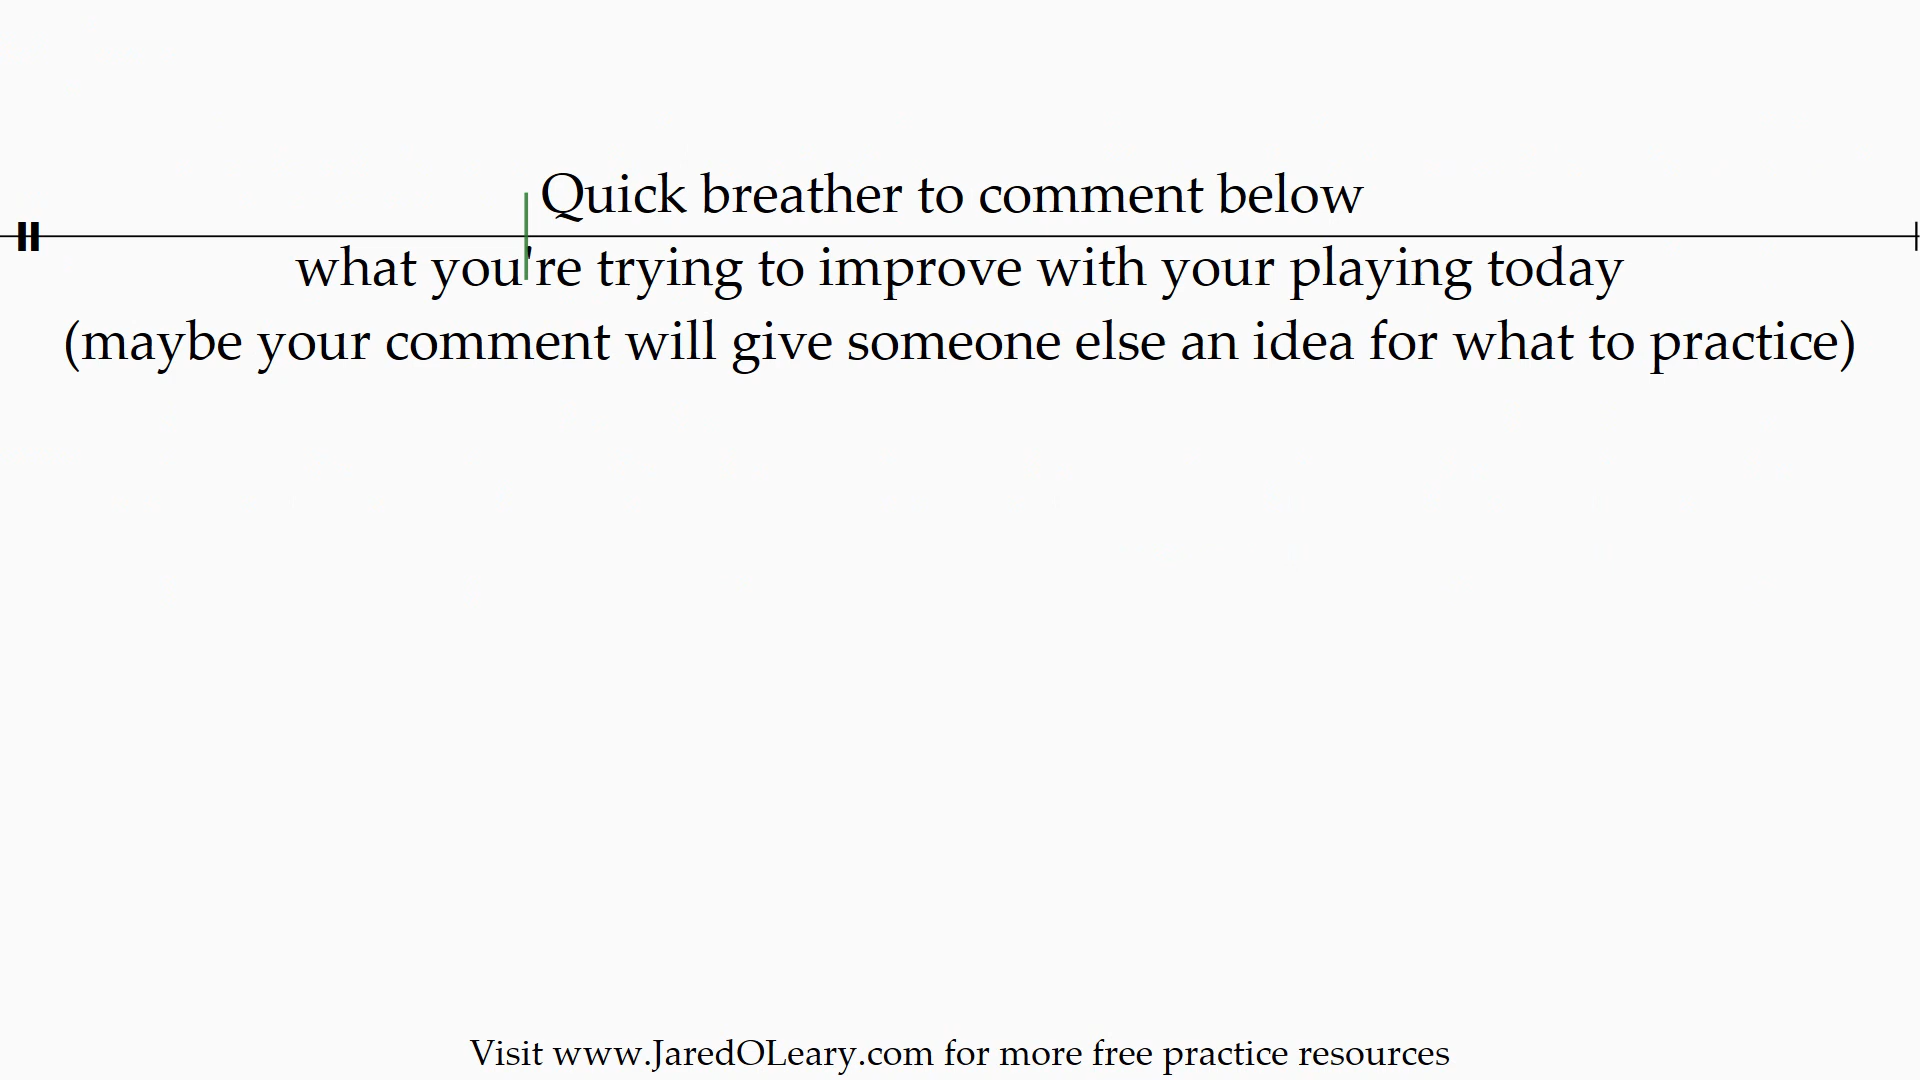 Quick breather to comment below
what you're trying to improve with your playing today
(maybe your comment will give someone else an idea for what to practice)
Visit www.JaredOLeary.com for more free practice resources